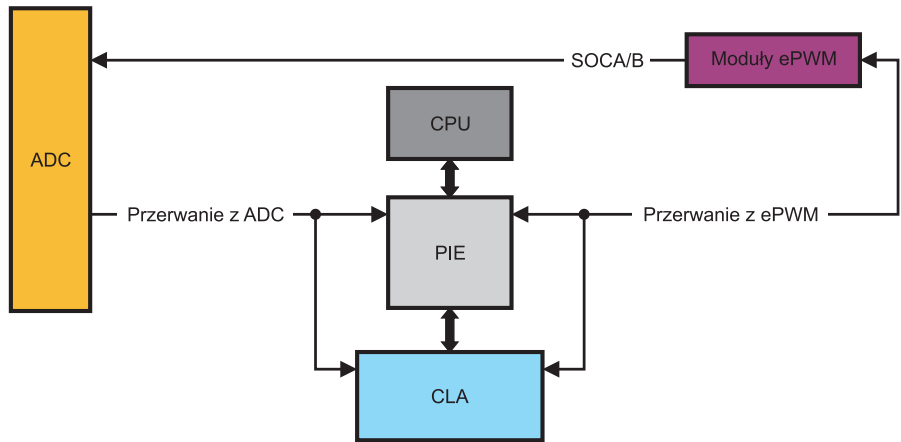 SOCA/B
Moduły ePWM
CPU
ADC
Przerwanie z ADC
Przerwanie z ePWM
PIE
CLA